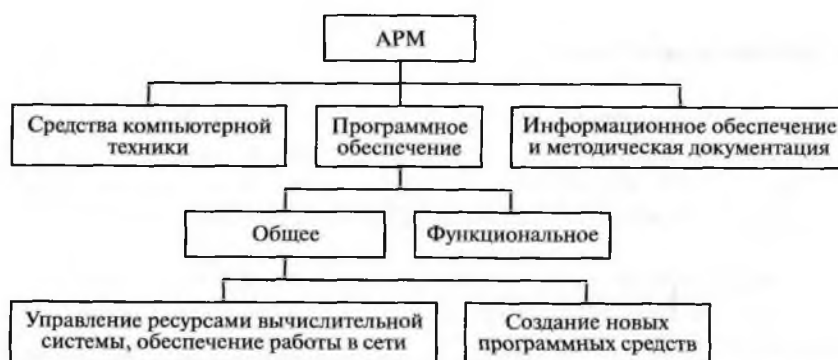 АРМ
Средства компьютерной
техники
Программное
обеспечение
Информационное обеспечение
и методическая документация
Общее
Функциональное
Управление ресурсами вычислительной
системы, обеспечение работы в сети
Создание новых
программных средств